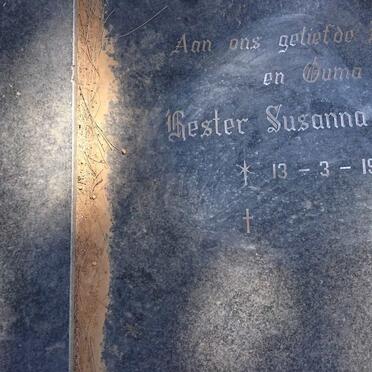 Aan ons geliefde
en Ouma
Hester Susanna
* 13 - 3 - 19
†